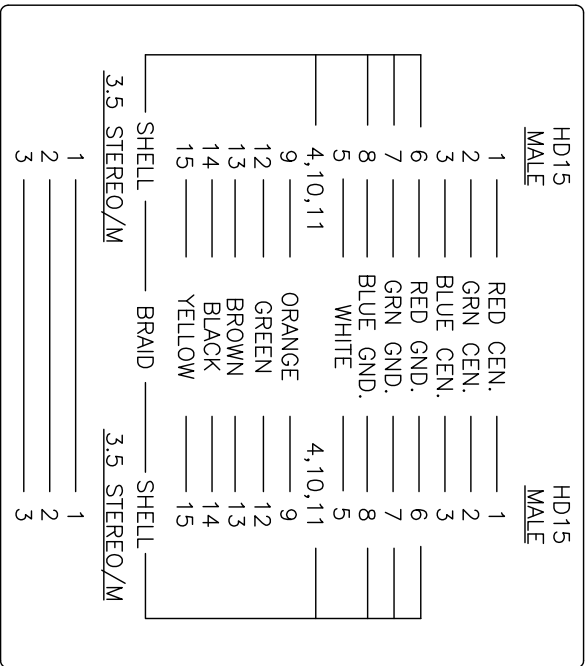 HD15 HD15
MALE MALE
1 RED CEN. 1
2 GRN CEN. 2
3 BLUE CEN. 3
6 RED GND. 6
7 GRN GND. 7
8 BLUE GND. 8
5 WHITE 5
4,10,11 4,10,11
9 ORANGE 9
12 GREEN 12
13 BROWN 13
14 BLACK 14
15 YELLOW 15
SHELL BRAID SHELL
3.5 STEREO/M 3.5 STEREO/M
1 1
2 2
3 3